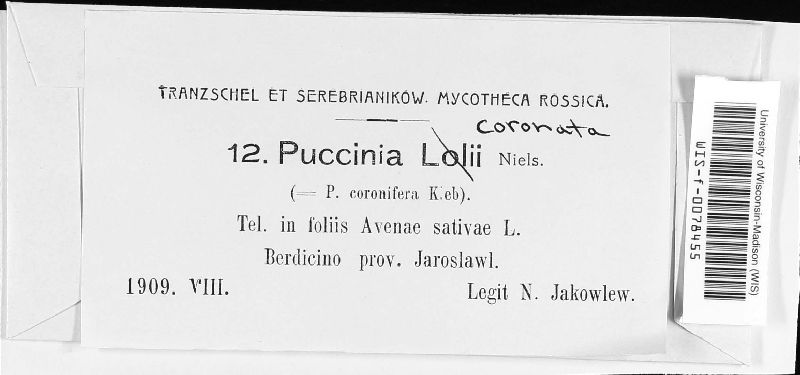 TRANZSCHEL ET SEREBRIANIKOW. MYCOTHECA ROSSICA.
coronata
12. Puccinia Lolii Niels.
(= P. coronifera Kleb).
Tel. in foliis Avenae sativae L.
Berdicino prov. Jaroslawl.
1909. VIII. Legit N. Jakowlew.
University of Wisconsin-Madison (WIS)
WIS-f-0078455